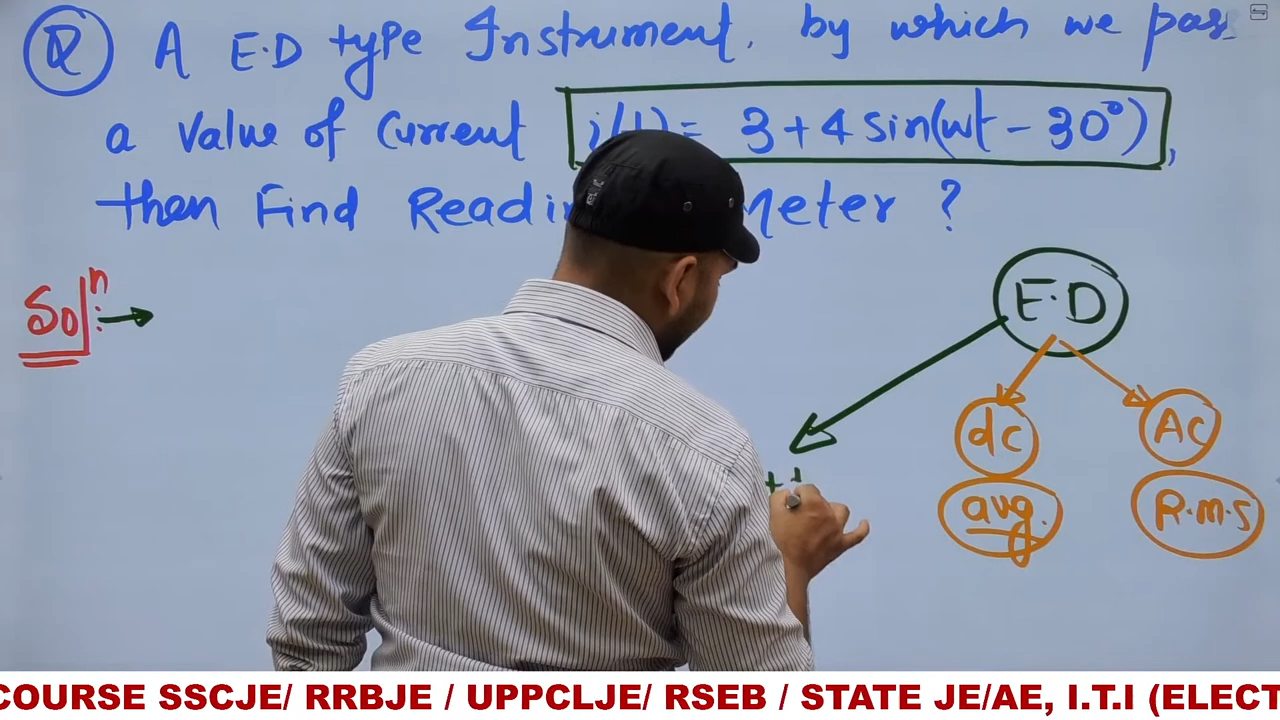 Q A E.D type Instrument, by which we pass
a value of current i(t) = 3+4 sin(wt - 30°),
then Find Readi Meter ?
Sol n
E.D
dc AC
avg. R.m.s
COURSE SSCJE/ RRBJE / UPPCLJE/ RSEB / STATE JE/AE, I.T.I (ELECT